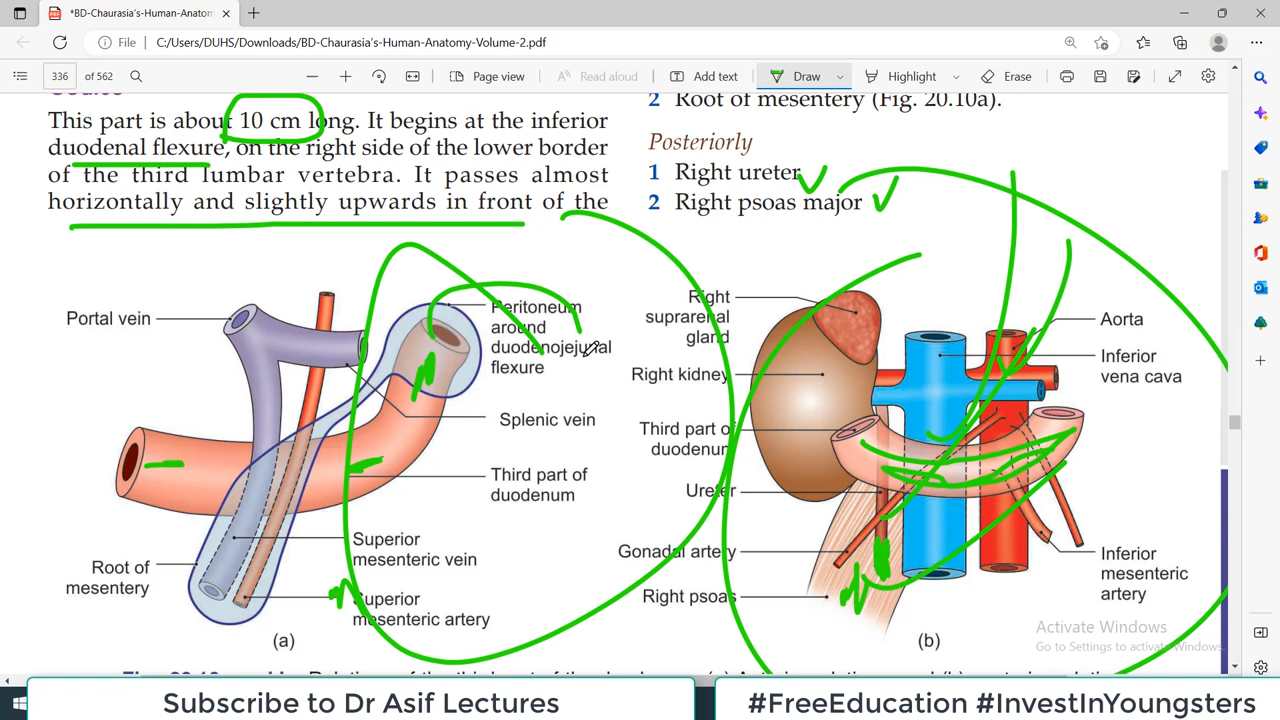 *BD-Chaurasia's-Human-Anatom
File
C:/Users/DUHS/Downloads/BD-Chaurasia's-Human-Anatomy-Volume-2.pdf
336 of 562
Page view
Read aloud
Add text
Draw
Highlight
Erase
This part is about 10 cm long. It begins at the inferior
duodenal flexure, on the right side of the lower border
of the third lumbar vertebra. It passes almost
horizontally and slightly upwards in front of the
2 Root of mesentery (Fig. 20.10a).
Posteriorly
1 Right ureter
2 Right psoas major
Portal vein
Peritoneum
around
duodenojejunal
flexure
Splenic vein
Third part of
duodenum
Superior
mesenteric vein
Root of
mesentery
Superior
mesenteric artery
(a)
Right
suprarenal
gland
Right kidney
Third part of
duodenum
Ureter
Gonadal artery
Right psoas
Aorta
Inferior
vena cava
Inferior
mesenteric
artery
(b)
Activate Windows
Go to Settings to activate Windows.
Subscribe to Dr Asif Lectures
#FreeEducation #InvestInYoungsters